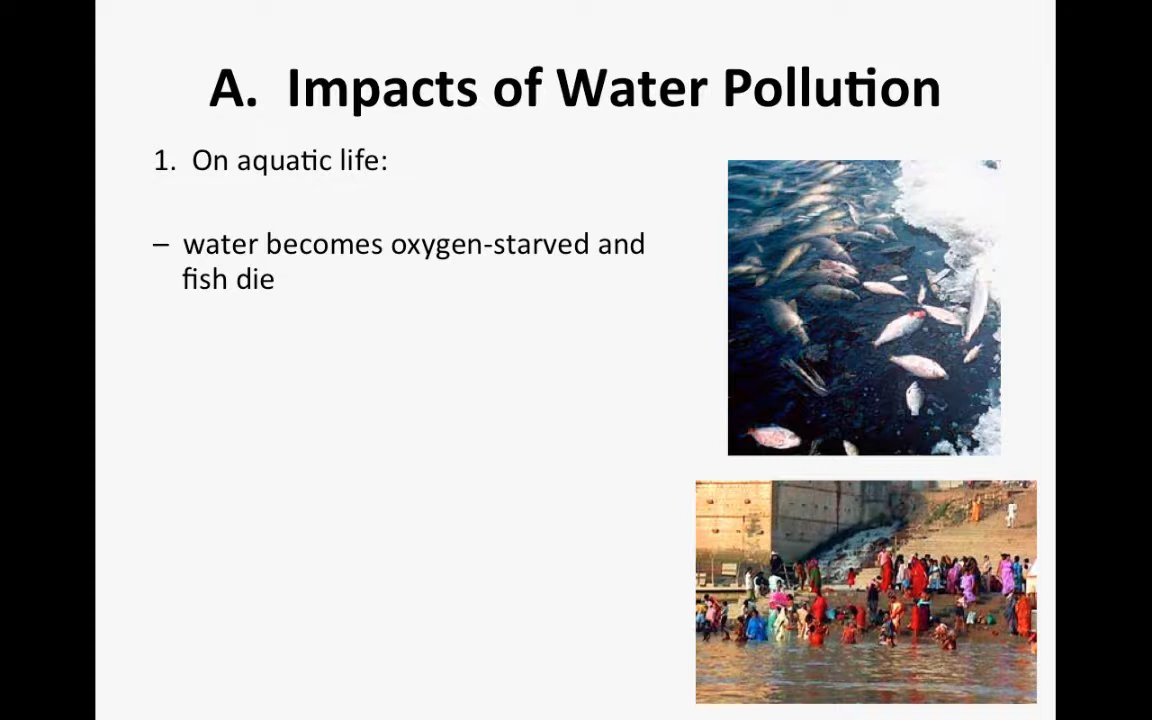 A. Impacts of Water Pollution
1. On aquatic life:
– water becomes oxygen-starved and
fish die